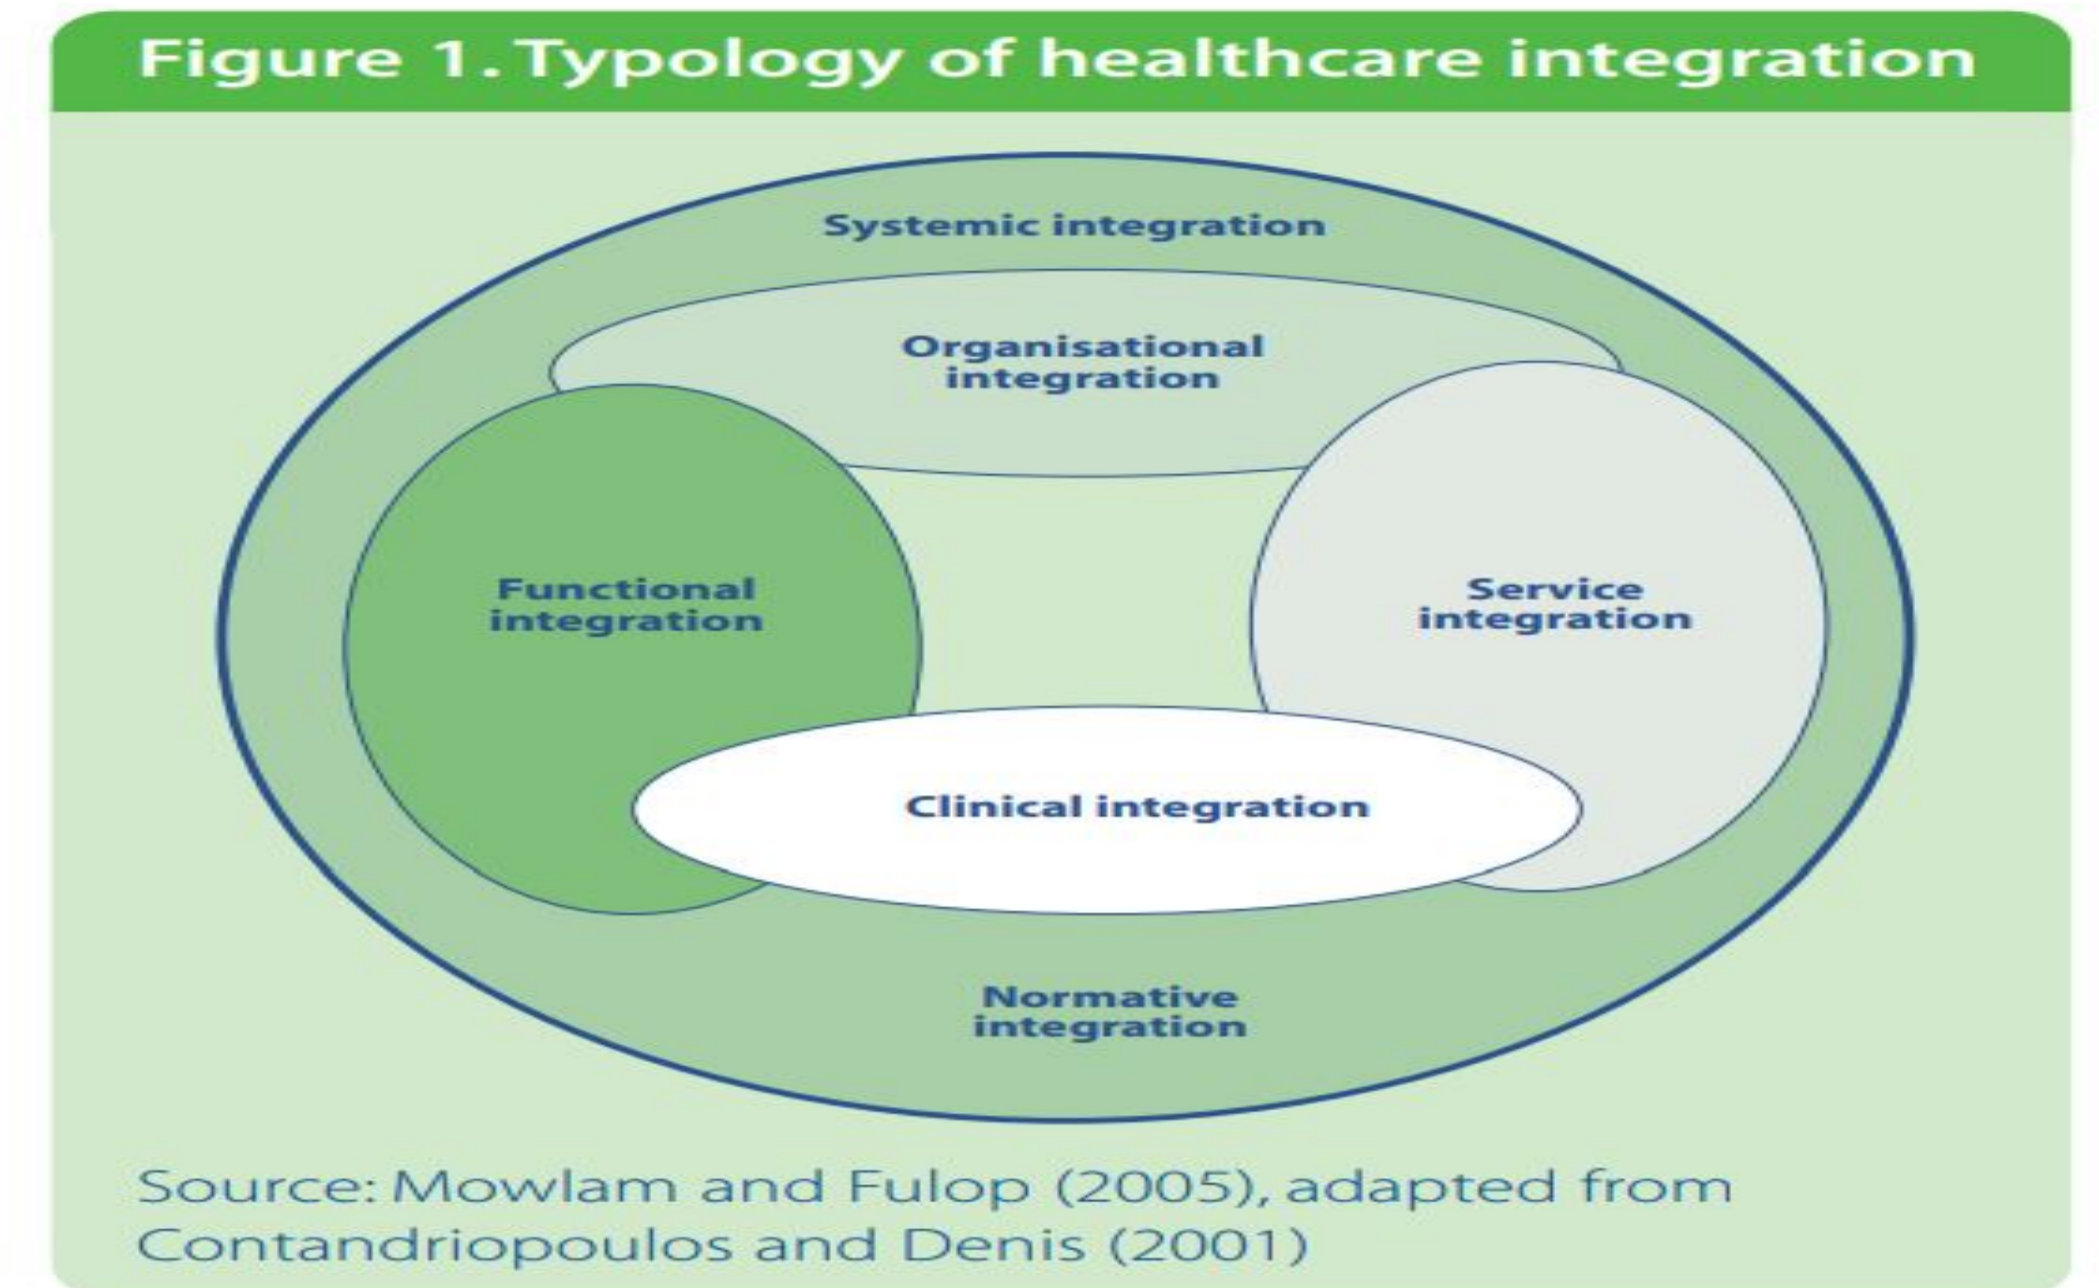 Figure 1. Typology of healthcare integration
Systemic integration
Organisational
integration
Functional
integration
Service
integration
Clinical integration
Normative
integration
Source: Mowlam and Fulop (2005), adapted from
Contandriopoulos and Denis (2001)